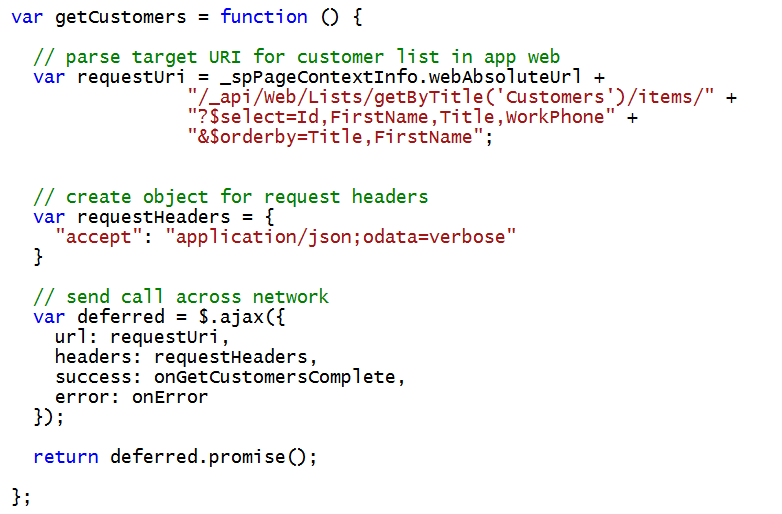 var getCustomers = function () {
// parse target URI for customer list in app web
var requestUri = _spPageContextInfo.webAbsoluteUrl +
"/_api/Web/Lists/getByTitle('Customers')/items/" +
"?$select=Id,FirstName,Title,WorkPhone" +
"&$orderby=Title,FirstName";
// create object for request headers
var requestHeaders = {
"accept": "application/json;odata=verbose"
}
// send call across network
var deferred = $.ajax({
url: requestUri,
headers: requestHeaders,
success: onGetCustomersComplete,
error: onError
});
return deferred.promise();
};